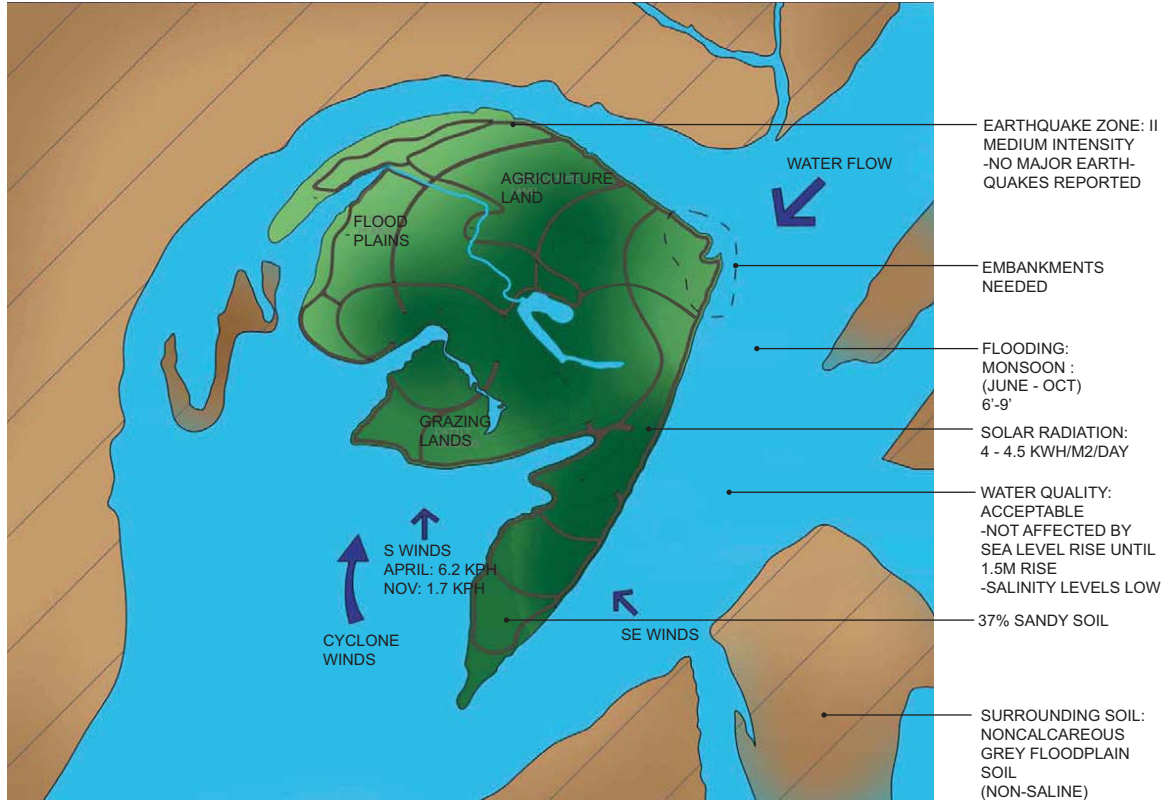 EARTHQUAKE ZONE: II
MEDIUM INTENSITY
-NO MAJOR EARTH-
QUAKES REPORTED
WATER FLOW
AGRICULTURE
LAND
FLOOD
PLAINS
EMBANKMENTS
NEEDED
FLOODING:
MONSOON :
(JUNE - OCT)
6'-9'
GRAZING
LANDS
SOLAR RADIATION:
4 - 4.5 KWH/M2/DAY
WATER QUALITY:
ACCEPTABLE
-NOT AFFECTED BY
SEA LEVEL RISE UNTIL
1.5M RISE
-SALINITY LEVELS LOW
S WINDS
APRIL: 6.2 KPH
NOV: 1.7 KPH
37% SANDY SOIL
SE WINDS
CYCLONE
WINDS
SURROUNDING SOIL:
NONCALCAREOUS
GREY FLOODPLAIN
SOIL
(NON-SALINE)